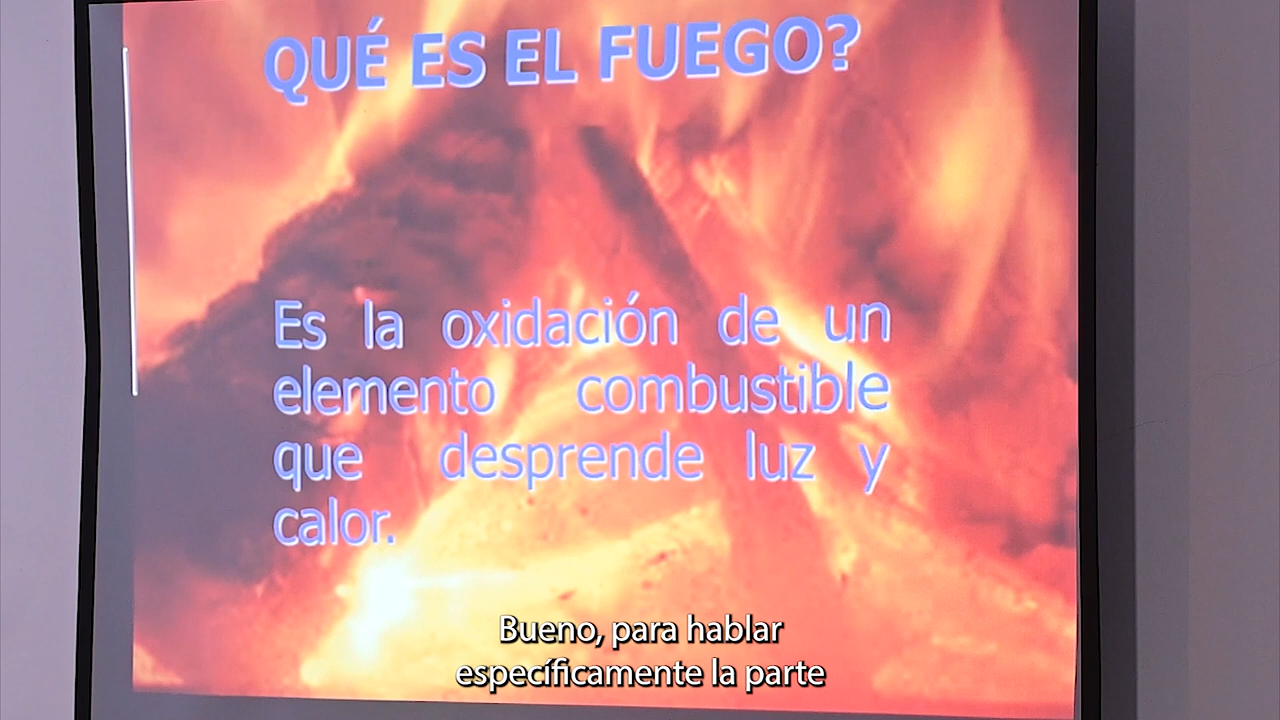 QUÉ ES EL FUEGO?
Es la oxidación de un
elemento combustible
que desprende luz y
calor.
Bueno, para hablar
específicamente la parte